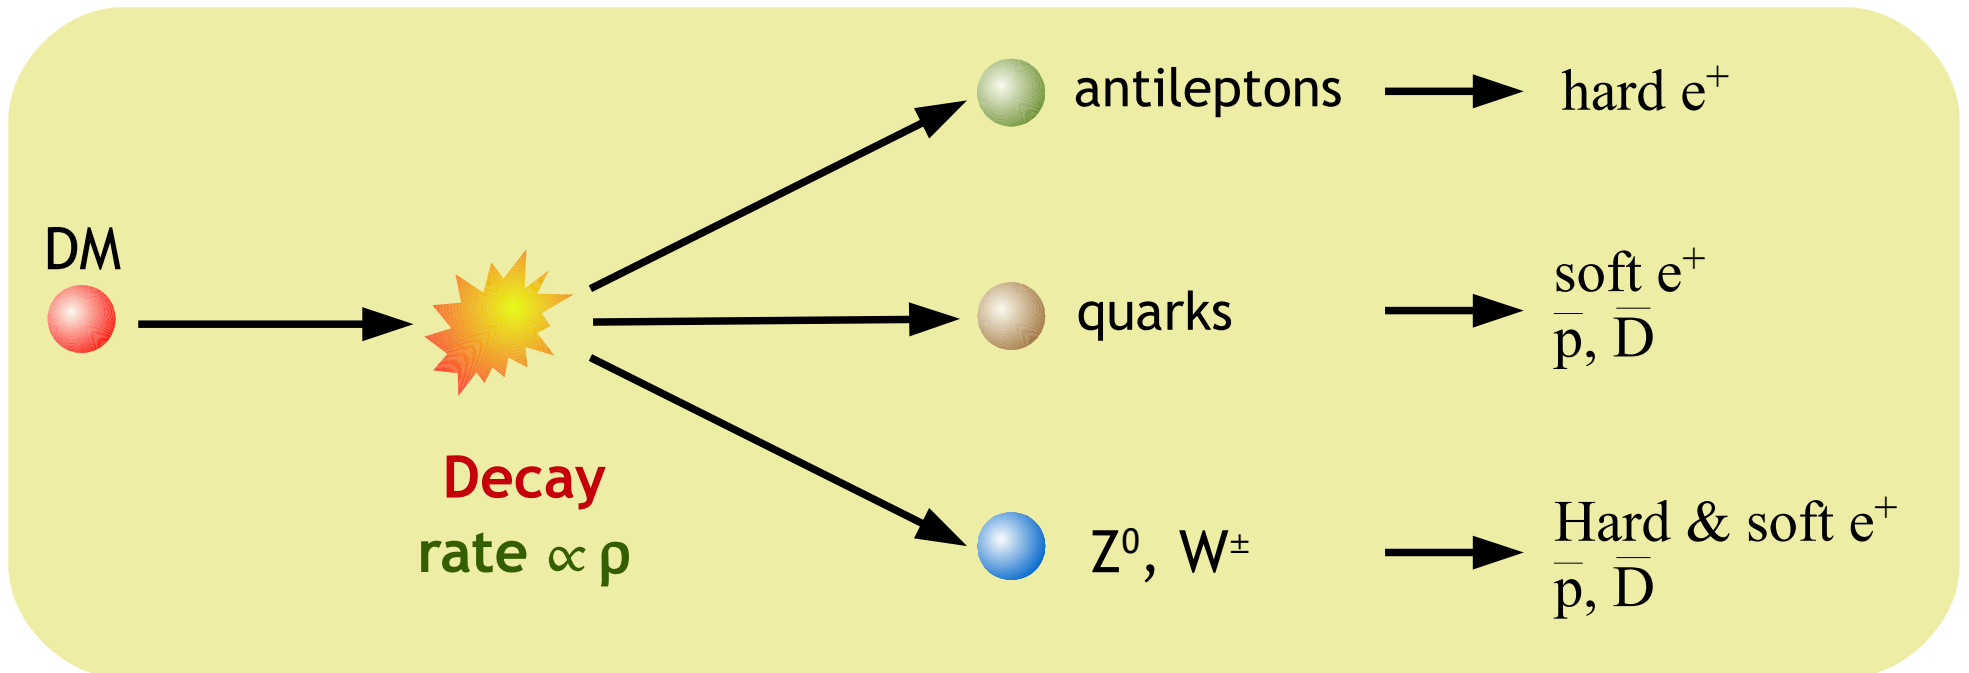 DM
Decay
rate ∝ ρ
antileptons
hard e⁺
quarks
soft e⁺
p̅, D̅
Z⁰, W±
Hard & soft e⁺
p̅, D̅